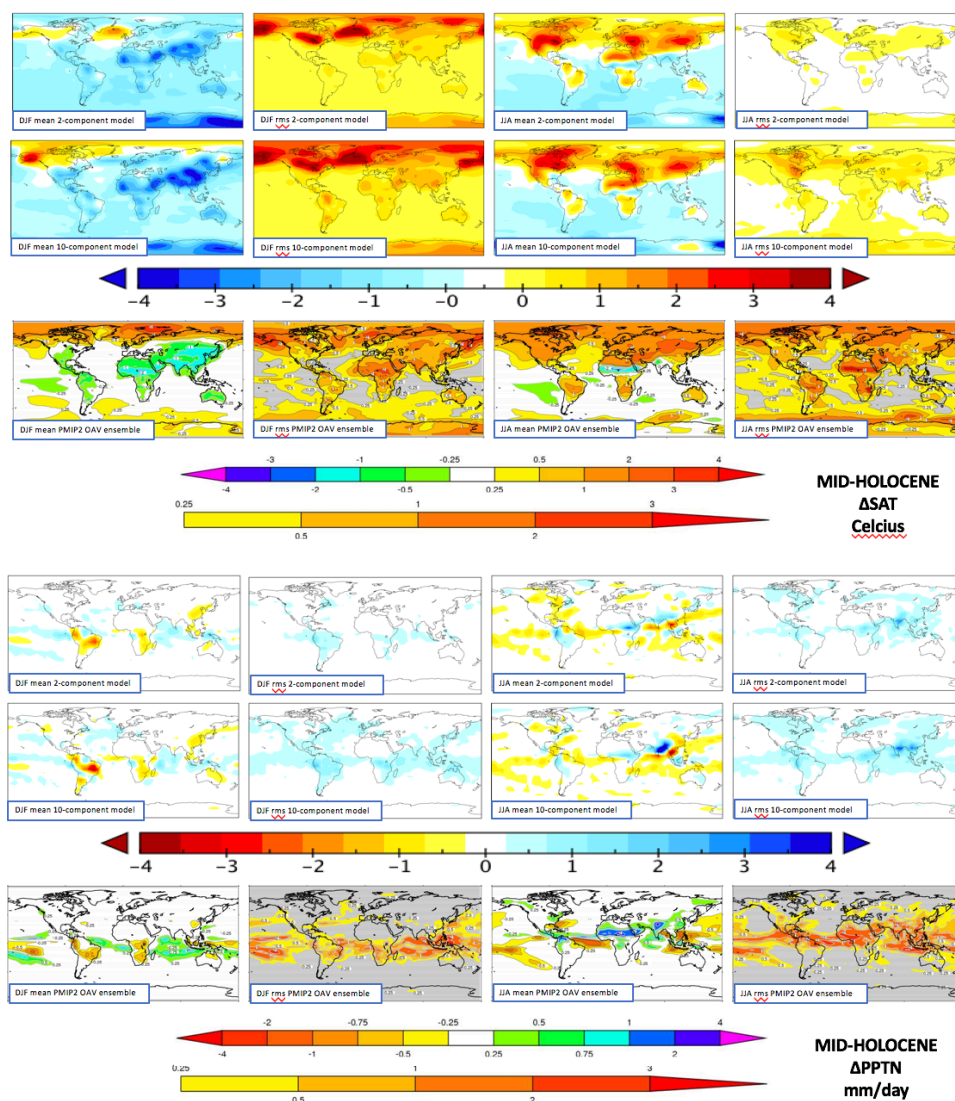 DJF mean 2-component model
DJF rms 2-component model
JJA mean 2-component model
JJA rms 2-component model
DJF mean 10-component model
DJF rms 10-component model
JJA mean 10-component model
JJA rms 10-component model
-4 -3 -2 -1 -0 0 1 2 3 4
DJF mean PMIP2 OAV ensemble
DJF rms PMIP2 OAV ensemble
JJA mean PMIP2 OAV ensemble
JJA rms PMIP2 OAV ensemble
-3 -1 -0.25 0.5 2 4
-4 -2 -0.5 0.25 1 3
0.25 1 3
0.5 2
MID-HOLOCENE
ΔSAT
Celcius
DJF mean 2-component model
DJF rms 2-component model
JJA mean 2-component model
JJA rms 2-component model
DJF mean 10-component model
DJF rms 10-component model
JJA mean 10-component model
JJA rms 10-component model
-4 -3 -2 -1 0 1 2 3 4
DJF mean PMIP2 OAV ensemble
DJF rms PMIP2 OAV ensemble
JJA mean PMIP2 OAV ensemble
JJA rms PMIP2 OAV ensemble
-2 -0.75 -0.25 0.5 1 4
-4 -1 -0.5 0.25 0.75 2
0.25 1 3
0.5 2
MID-HOLOCENE
ΔPPTN
mm/day